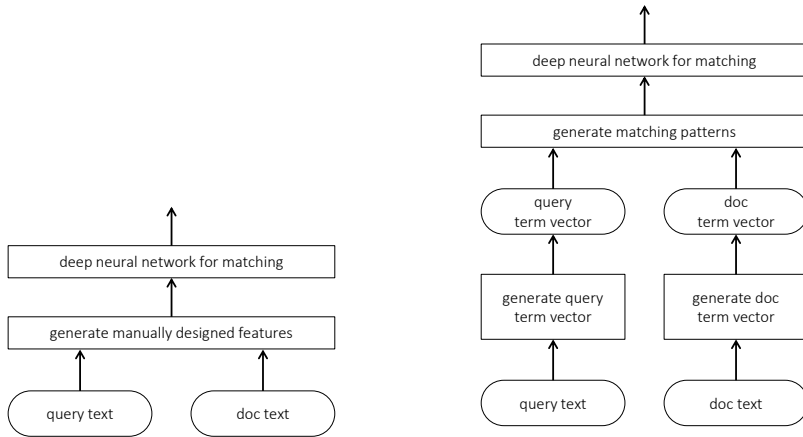 deep neural network for matching
generate manually designed features
query text
doc text
deep neural network for matching
generate matching patterns
query
term vector
doc
term vector
generate query
term vector
generate doc
term vector
query text
doc text